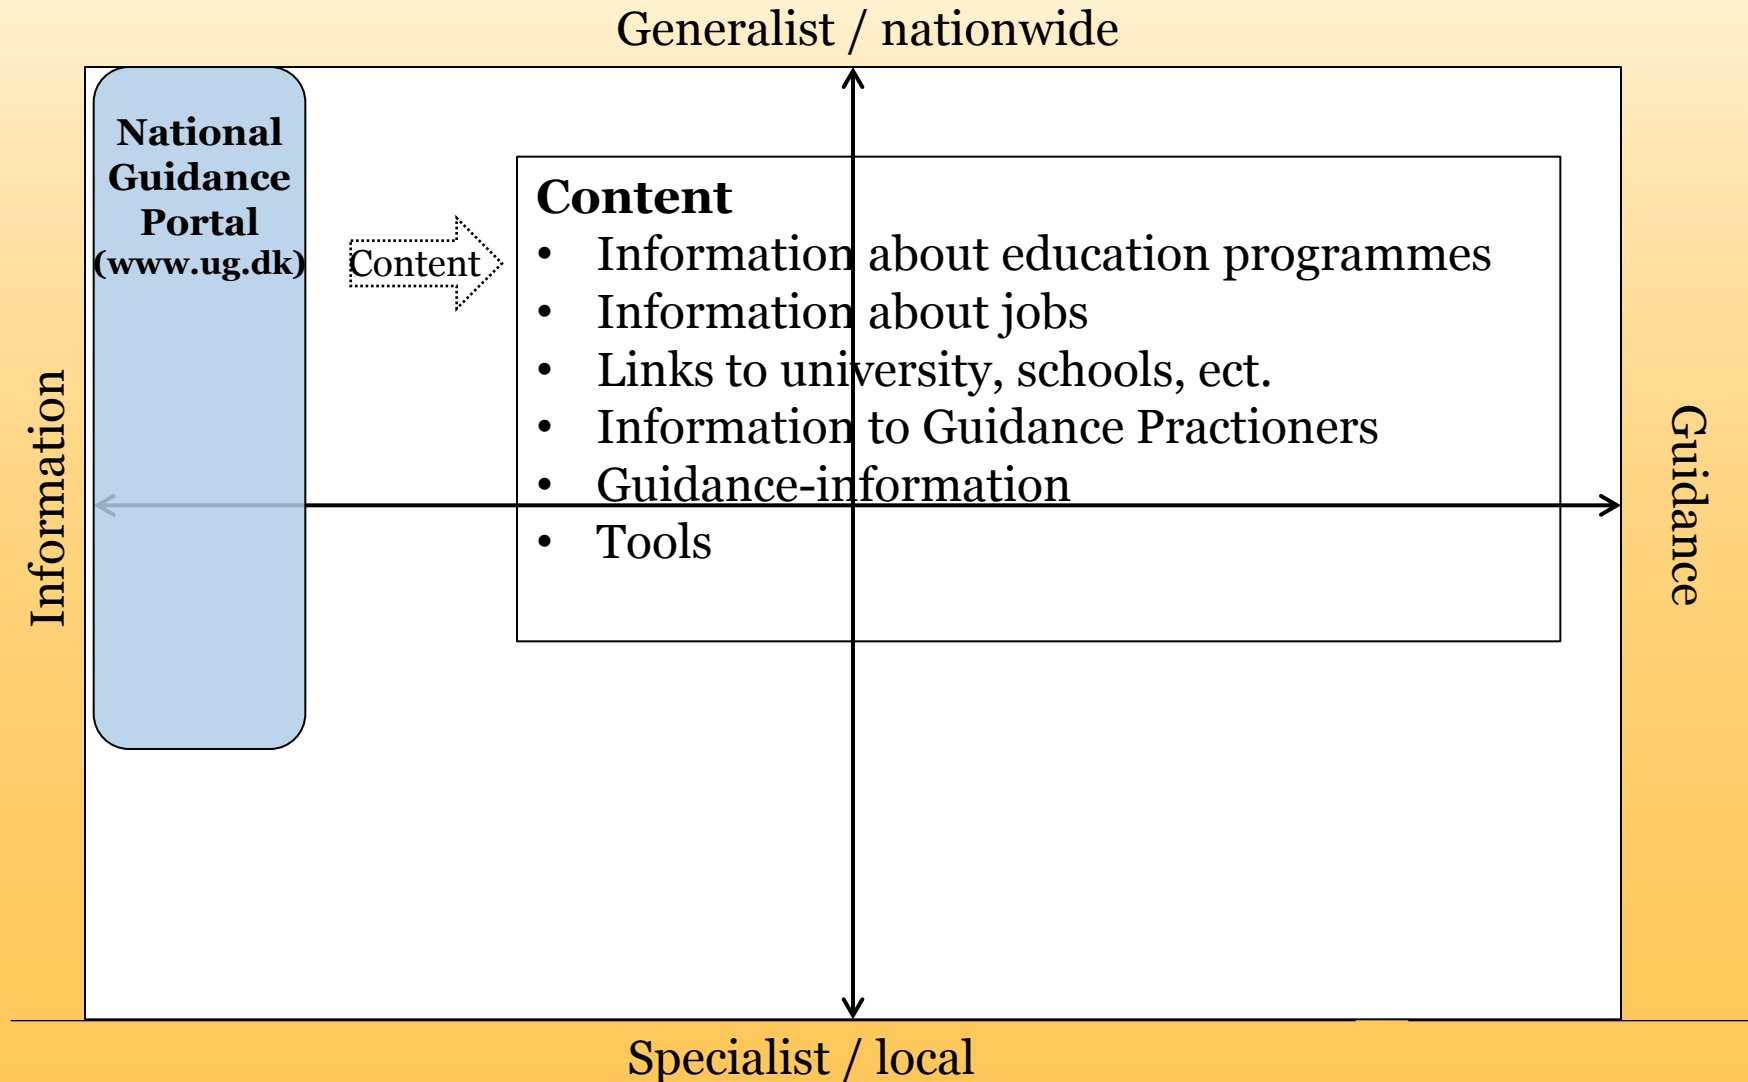 Generalist / nationwide
National
Guidance
Portal
(www.ug.dk)
Content
Content
• Information about education programmes
• Information about jobs
• Links to university, schools, ect.
• Information to Guidance Practioners
• Guidance-information
• Tools
Information
Guidance
Specialist / local